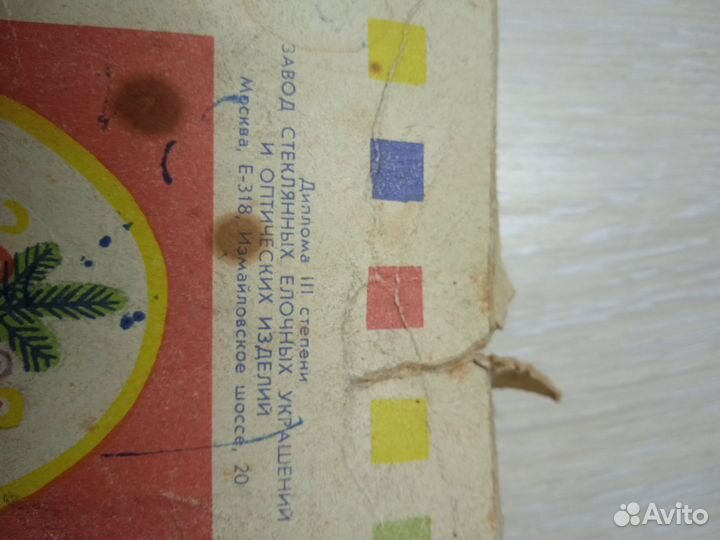 Диплома III степени
ЗАВОД СТЕКЛЯННЫХ ЕЛОЧНЫХ УКРАШЕНИЙ
И ОПТИЧЕСКИХ ИЗДЕЛИЙ
Москва, Е-318, Измайловское шоссе, 20
Avito